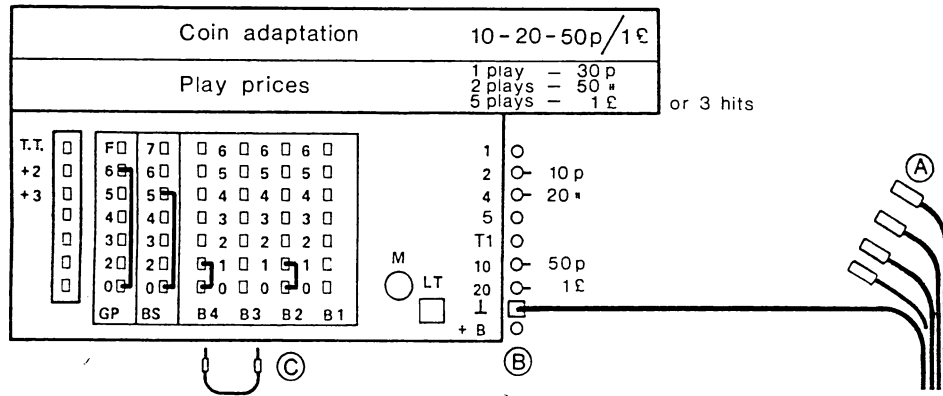 Coin adaptation 10-20-50p/1£
Play prices
1 play — 30 p
2 plays — 50 "
5 plays — 1 £
or 3 hits
T.T.
+2
+3
F 7 6 6 6
6 6 5 5 5
5 5 4 4 4
4 4 3 3 3
3 3 2 2 2
2 2 1 1 1
0 0 0 0 0
GP BS B4 B3 B2 B1
M
LT
1
2 10 p
4 20 "
5
T1
10 50 p
20 1 £
⊥
+ B
A
B
C